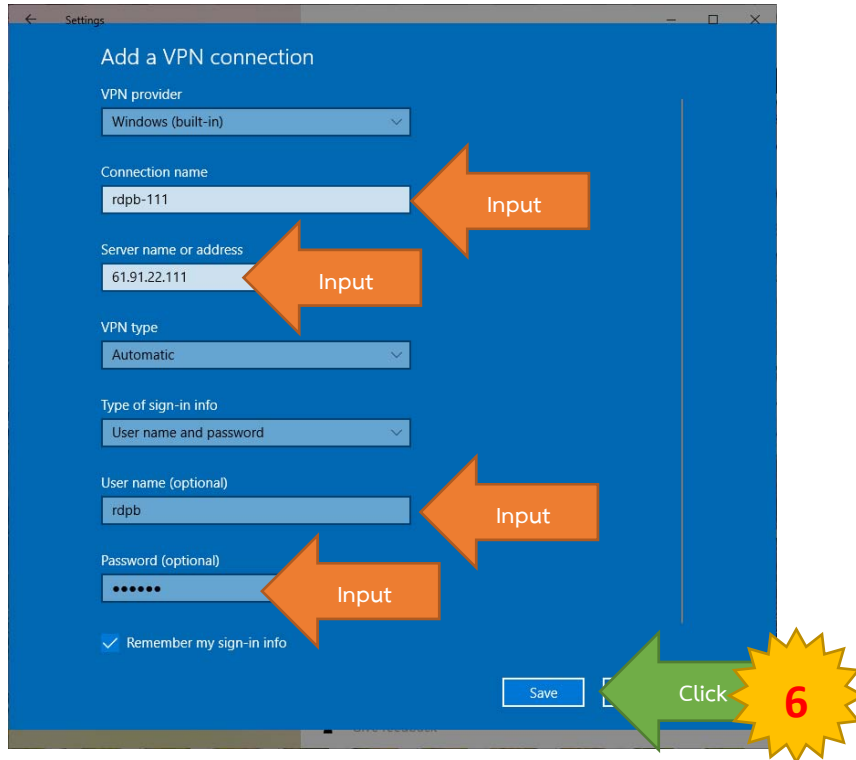 Settings
Add a VPN connection
VPN provider
Windows (built-in)
Connection name
rdpb-111
Input
Server name or address
61.91.22.111
Input
VPN type
Automatic
Type of sign-in info
User name and password
User name (optional)
rdpb
Input
Password (optional)
••••••
Input
Remember my sign-in info
Save
Click
6